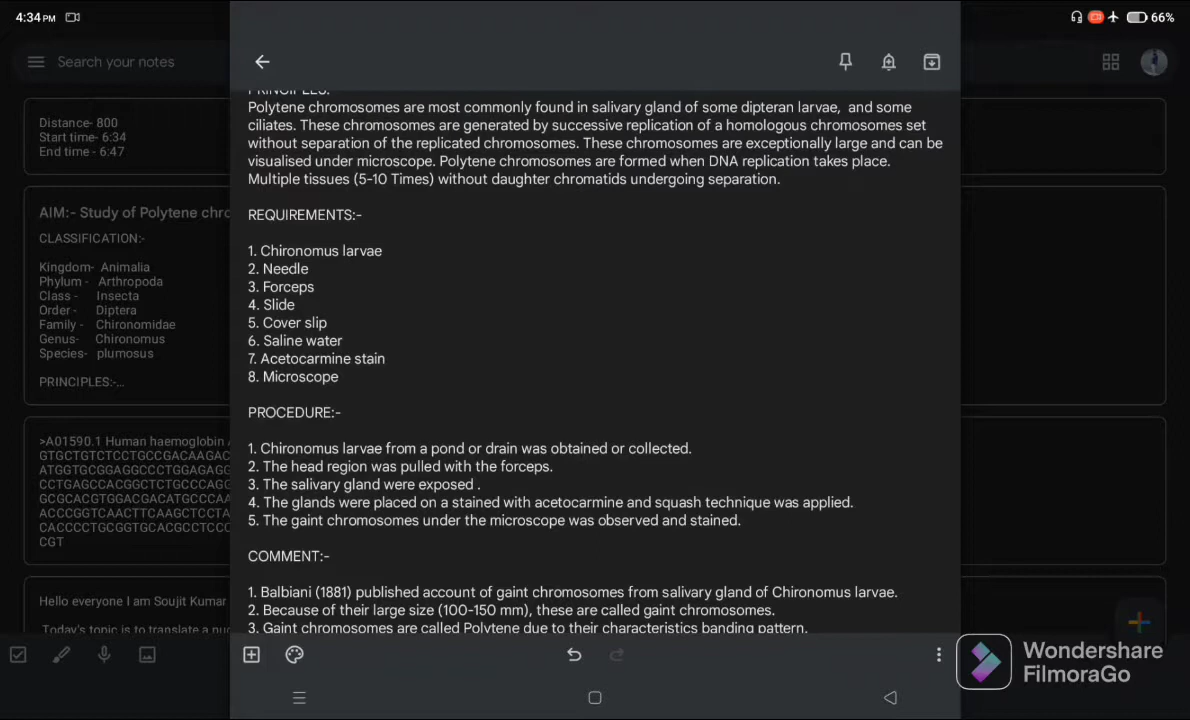 4:34 PM
66%
Search your notes
Distance- 800
Start time- 6:34
End time - 6:47
AIM:- Study of Polytene chro
CLASSIFICATION:-
Kingdom- Animalia
Phylum - Arthropoda
Class - Insecta
Order - Diptera
Family - Chironomidae
Genus- Chironomus
Species- plumosus
PRINCIPLES:-...
>A01590.1 Human haemoglobin
GTGCTGTCTCCTGCCGACAAGAC
ATGGTGCGGAGGCCCTGGAGAGG
CCTGAGCCACGGCTCTGCCCAGG
GCGCACGTGGACGACATGCCCAA
ACCCGGTCAACTTCAAGCTCCTA
CACCCCTGCGGTGCACGCCTCCC
CGT
Hello everyone I am Soujit Kumar
Today's topic is to translate a nuc
PRINCIPLES:
Polytene chromosomes are most commonly found in salivary gland of some dipteran larvae, and some
ciliates. These chromosomes are generated by successive replication of a homologous chromosomes set
without separation of the replicated chromosomes. These chromosomes are exceptionally large and can be
visualised under microscope. Polytene chromosomes are formed when DNA replication takes place.
Multiple tissues (5-10 Times) without daughter chromatids undergoing separation.
REQUIREMENTS:-
1. Chironomus larvae
2. Needle
3. Forceps
4. Slide
5. Cover slip
6. Saline water
7. Acetocarmine stain
8. Microscope
PROCEDURE:-
1. Chironomus larvae from a pond or drain was obtained or collected.
2. The head region was pulled with the forceps.
3. The salivary gland were exposed .
4. The glands were placed on a stained with acetocarmine and squash technique was applied.
5. The gaint chromosomes under the microscope was observed and stained.
COMMENT:-
1. Balbiani (1881) published account of gaint chromosomes from salivary gland of Chironomus larvae.
2. Because of their large size (100-150 mm), these are called gaint chromosomes.
3. Gaint chromosomes are called Polytene due to their characteristics banding pattern.
Wondershare
FilmoraGo